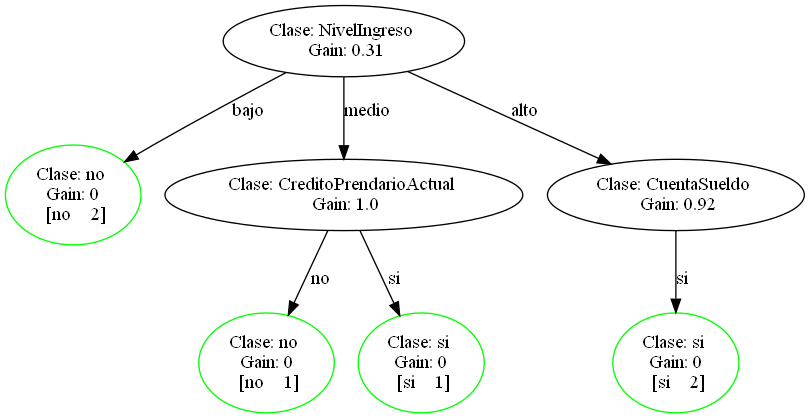 Clase: NivelIngreso
Gain: 0.31
bajo
medio
alto
Clase: no
Gain: 0
[no 2]
Clase: CreditoPrendarioActual
Gain: 1.0
Clase: CuentaSueldo
Gain: 0.92
no
si
si
Clase: no
Gain: 0
[no 1]
Clase: si
Gain: 0
[si 1]
Clase: si
Gain: 0
[si 2]